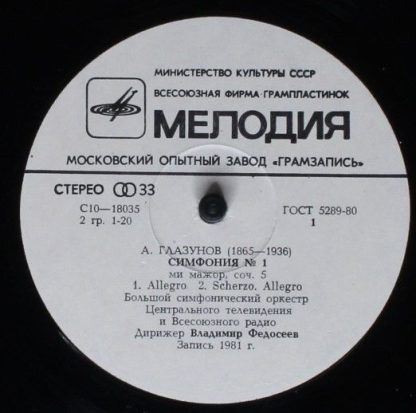 МИНИСТЕРСТВО КУЛЬТУРЫ СССР
ВСЕСОЮЗНАЯ ФИРМА·ГРАМПЛАСТИНОК
МЕЛОДИЯ
МОСКОВСКИЙ ОПЫТНЫЙ ЗАВОД «ГРАМЗАПИСЬ»
СТЕРЕО 33
С10—18035
ГОСТ 5289-80
2 гр. 1-20
1
А. ГЛАЗУНОВ (1865—1936)
СИМФОНИЯ № 1
ми мажор, соч. 5
1. Allegro 2. Scherzo. Allegro
Большой симфонический оркестр
Центрального телевидения
и Всесоюзного радио
Дирижер Владимир Федосеев
Запись 1981 г.